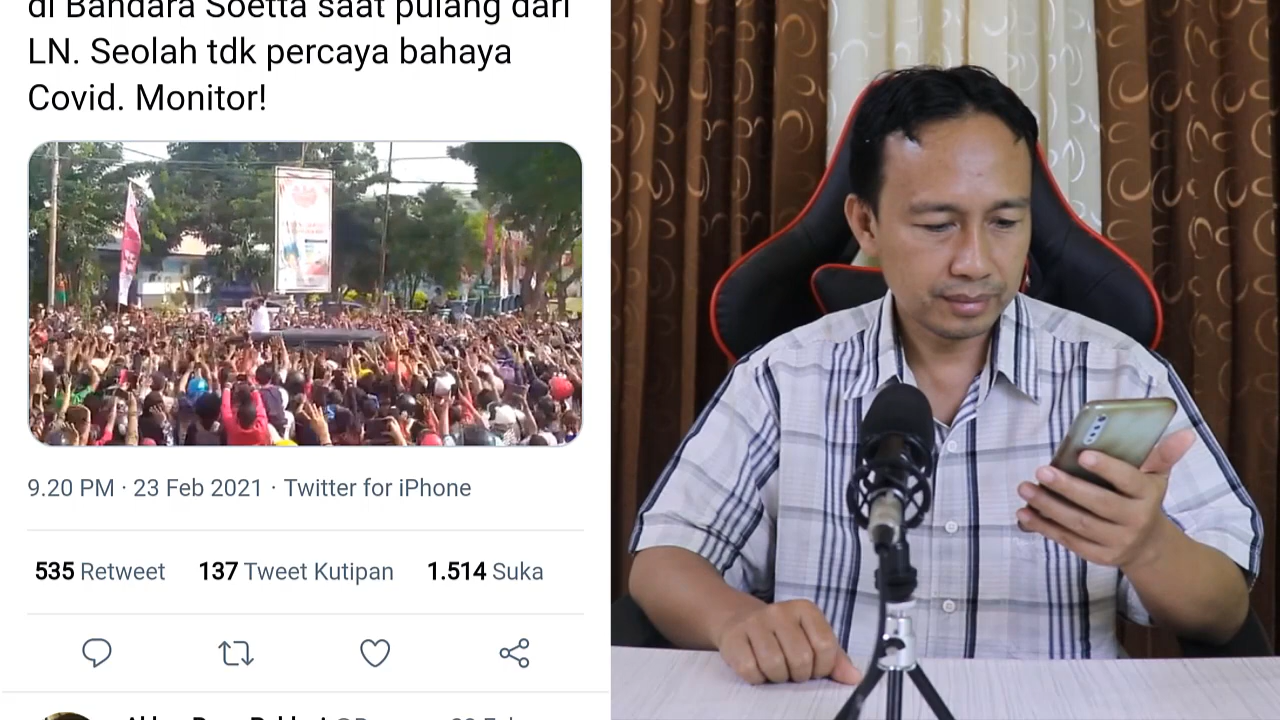 di Bandara Soetta saat pulang dari
LN. Seolah tdk percaya bahaya
Covid. Monitor!
9.20 PM · 23 Feb 2021 · Twitter for iPhone
535 Retweet 137 Tweet Kutipan 1.514 Suka